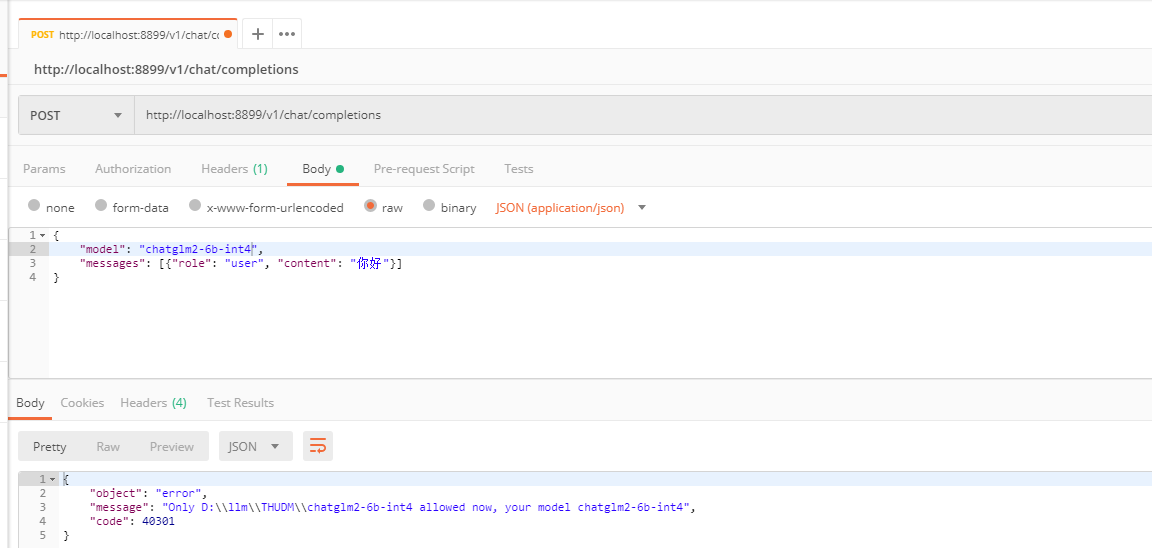 POST http://localhost:8899/v1/chat/cc
http://localhost:8899/v1/chat/completions
POST http://localhost:8899/v1/chat/completions
Params Authorization Headers (1) Body Pre-request Script Tests
none form-data x-www-form-urlencoded raw binary JSON (application/json)
1 {
2 "model": "chatglm2-6b-int4",
3 "messages": [{"role": "user", "content": "你好"}]
4 }
Body Cookies Headers (4) Test Results
Pretty Raw Preview JSON
1 {
2 "object": "error",
3 "message": "Only D:\\llm\\THUDM\\chatglm2-6b-int4 allowed now, your model chatglm2-6b-int4",
4 "code": 40301
5 }